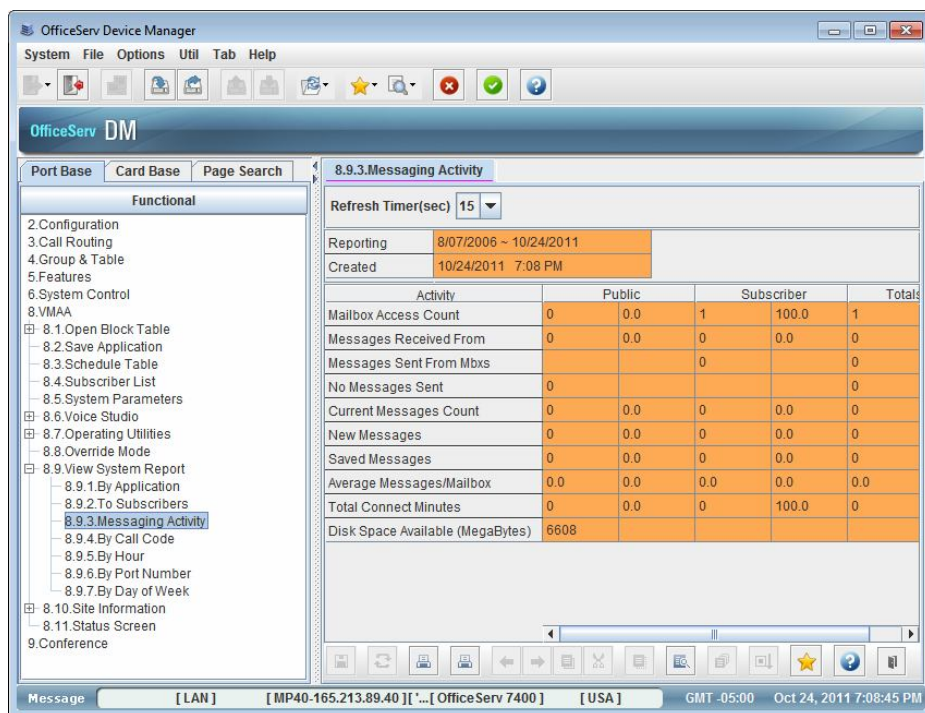 OfficeServ Device Manager
System File Options Util Tab Help
OfficeServ DM
Port Base Card Base Page Search
Functional
2.Configuration
3.Call Routing
4.Group & Table
5.Features
6.System Control
8.VMAA
8.1.Open Block Table
8.2.Save Application
8.3.Schedule Table
8.4.Subscriber List
8.5.System Parameters
8.6.Voice Studio
8.7.Operating Utilities
8.8.Override Mode
8.9.View System Report
8.9.1.By Application
8.9.2.To Subscribers
8.9.3.Messaging Activity
8.9.4.By Call Code
8.9.5.By Hour
8.9.6.By Port Number
8.9.7.By Day of Week
8.10.Site Information
8.11.Status Screen
9.Conference
8.9.3.Messaging Activity
Refresh Timer(sec) 15
Reporting 8/07/2006 ~ 10/24/2011
Created 10/24/2011 7:08 PM
Activity Public Subscriber Totals
Mailbox Access Count 0 0.0 1 100.0 1
Messages Received From 0 0.0 0 0.0 0
Messages Sent From Mbxs 0 0
No Messages Sent 0 0
Current Messages Count 0 0.0 0 0.0 0
New Messages 0 0.0 0 0.0 0
Saved Messages 0 0.0 0 0.0 0
Average Messages/Mailbox 0.0 0.0 0.0 0.0 0.0
Total Connect Minutes 0 0.0 0 100.0 0
Disk Space Available (MegaBytes) 6608
Message [ LAN ] [ MP40-165.213.89.40 ][ '...[ OfficeServ 7400 ] [ USA ] GMT -05:00 Oct 24, 2011 7:08:45 PM